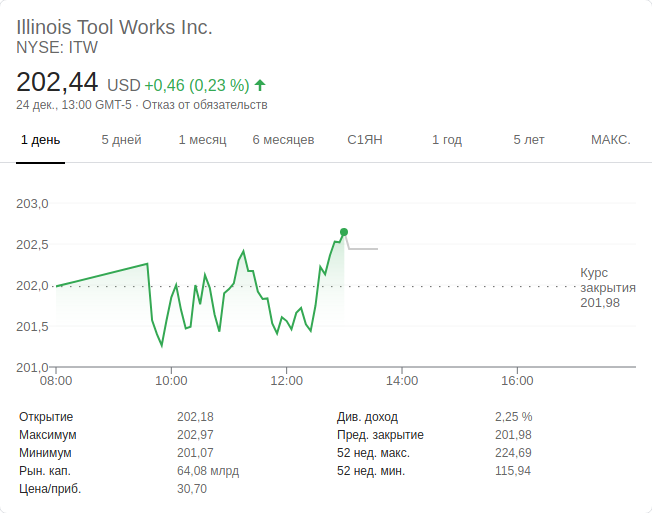 Illinois Tool Works Inc.
NYSE: ITW
202,44 USD +0,46 (0,23 %)
24 дек., 13:00 GMT-5 · Отказ от обязательств
1 день 5 дней 1 месяц 6 месяцев С1ЯН 1 год 5 лет МАКС.
203,0
202,5
202,0
201,5
201,0
Курс
закрытия
201,98
08:00 10:00 12:00 14:00 16:00
Открытие 202,18 Див. доход 2,25 %
Максимум 202,97 Пред. закрытие 201,98
Минимум 201,07 52 нед. макс. 224,69
Рын. кап. 64,08 млрд 52 нед. мин. 115,94
Цена/приб. 30,70